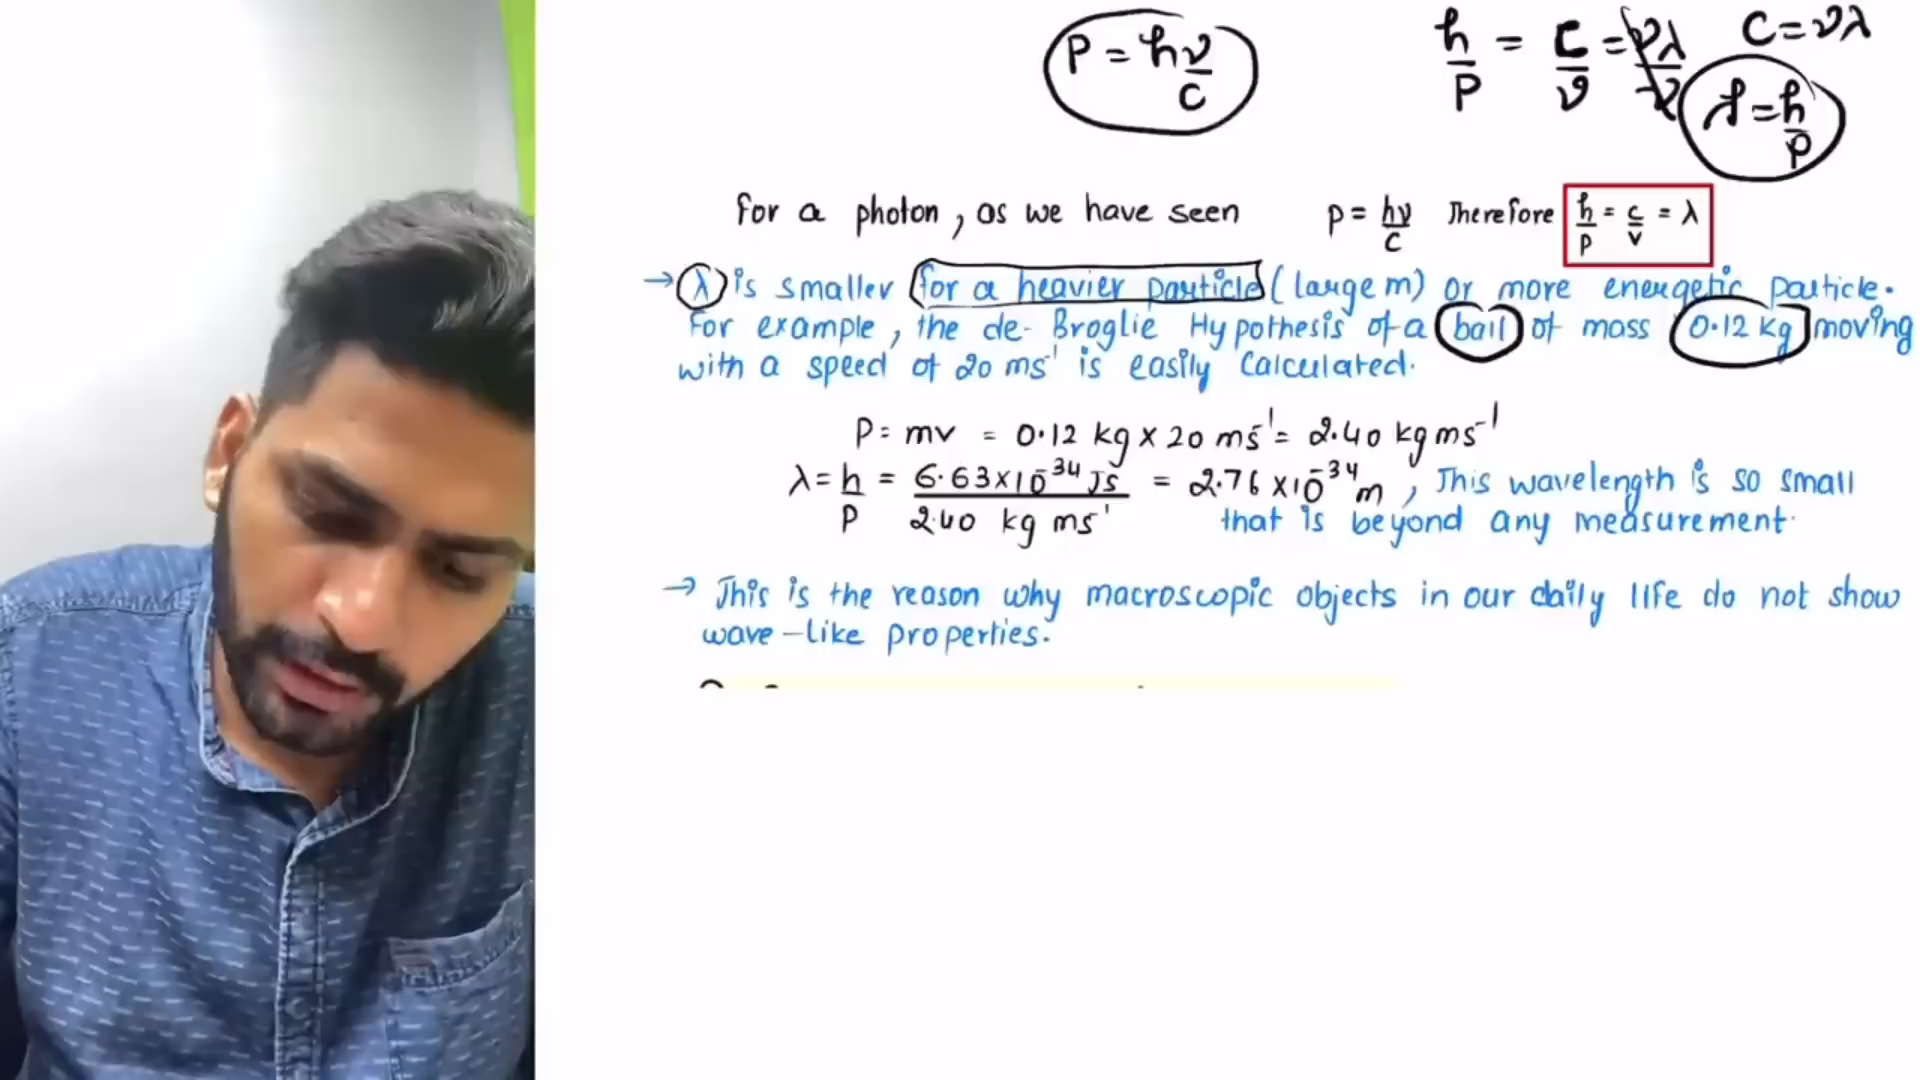 P = hν/c
h/P = c/ν = νλ/ν
C = νλ
λ = h/P
for a photon, as we have seen p = hν/c Therefore h/p = c/ν = λ
→ λ is smaller for a heavier particle (large m) or more energetic particle.
For example, the de-Broglie Hypothesis of a ball of mass 0.12 kg moving
with a speed of 20 ms⁻¹ is easily calculated.
P = mv = 0.12 kg × 20 ms⁻¹ = 2.40 kg ms⁻¹
λ = h/P = 6.63×10⁻³⁴ Js / 2.40 kg ms⁻¹ = 2.76 × 10⁻³⁴ m, This wavelength is so small
that is beyond any measurement.
→ This is the reason why macroscopic objects in our daily life do not show
wave-like properties.